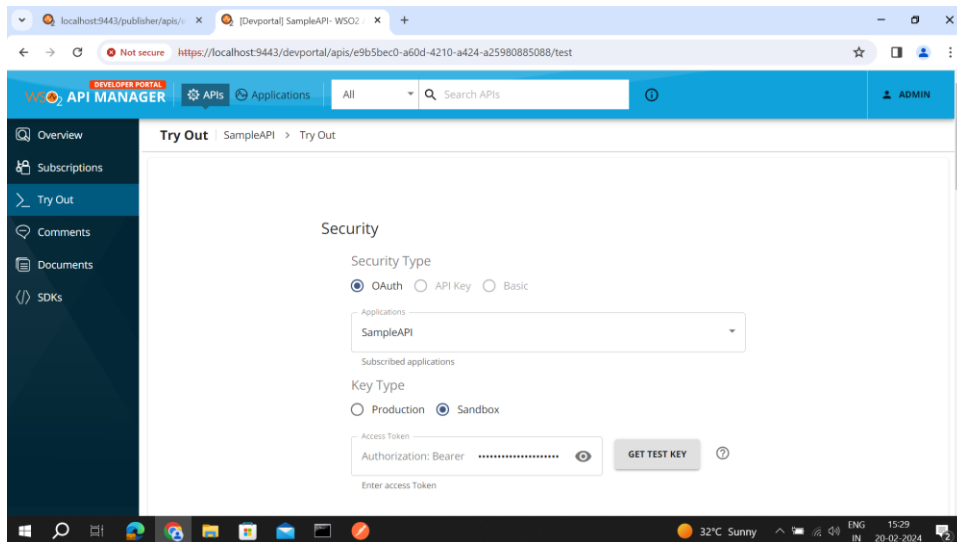 localhost:9443/publisher/apis/e
[Devportal] SampleAPI- WSO2 A
Not secure https://localhost:9443/devportal/apis/e9b5bec0-a60d-4210-a424-a25980885088/test
DEVELOPER PORTAL
WSO2 API MANAGER
APIs
Applications
All
Search APIs
ADMIN
Overview
Try Out SampleAPI > Try Out
Subscriptions
Try Out
Comments
Documents
SDKs
Security
Security Type
OAuth API Key Basic
Applications
SampleAPI
Subscribed applications
Key Type
Production Sandbox
Access Token
Authorization: Bearer •••••••••••••••••••••
GET TEST KEY
Enter access Token
32°C Sunny
ENG
IN
15:29
20-02-2024
2